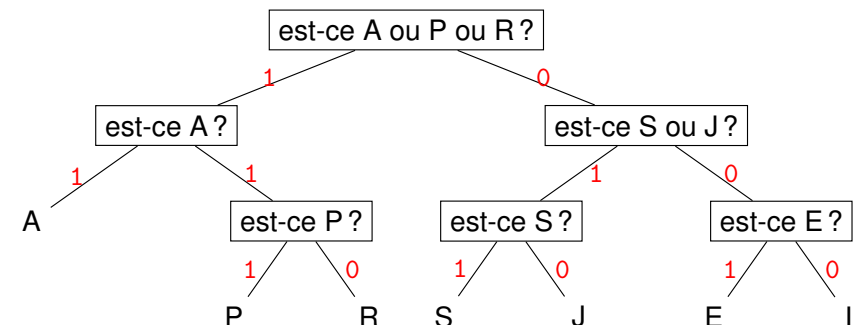 est-ce A ou P ou R ?
1 0
est-ce A ? est-ce S ou J ?
1 1 1 0
A est-ce P ? est-ce S ? est-ce E ?
1 0 1 0 1 0
P R S J E I